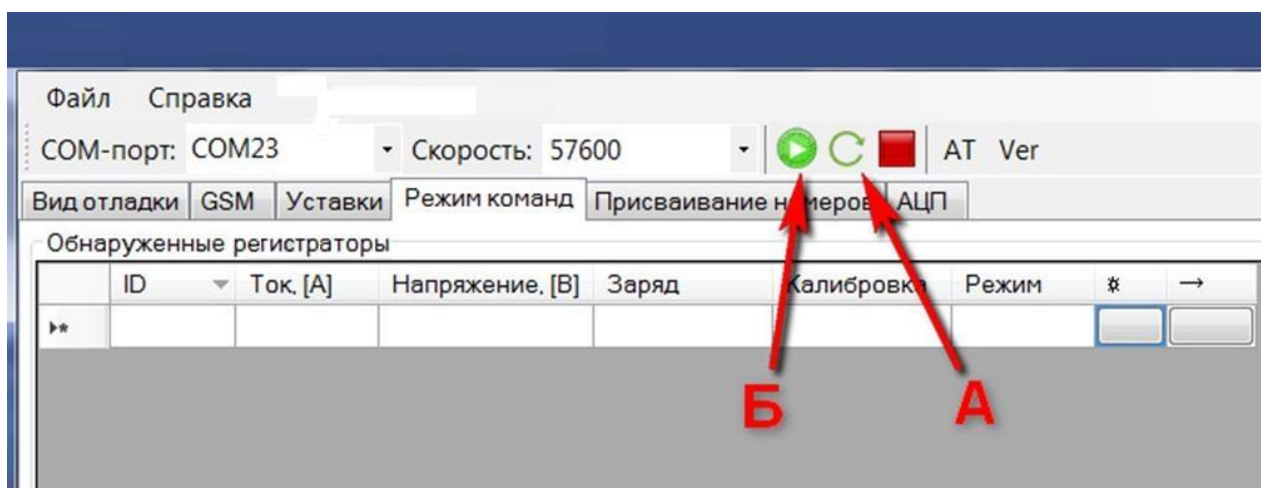 Файл Справка
COM-порт: COM23 Скорость: 57600 AT Ver
Вид отладки GSM Уставки Режим команд Присваивание номеров АЦП
Обнаруженные регистраторы
ID Ток, [А] Напряжение, [В] Заряд Калибровка Режим * →
Б А